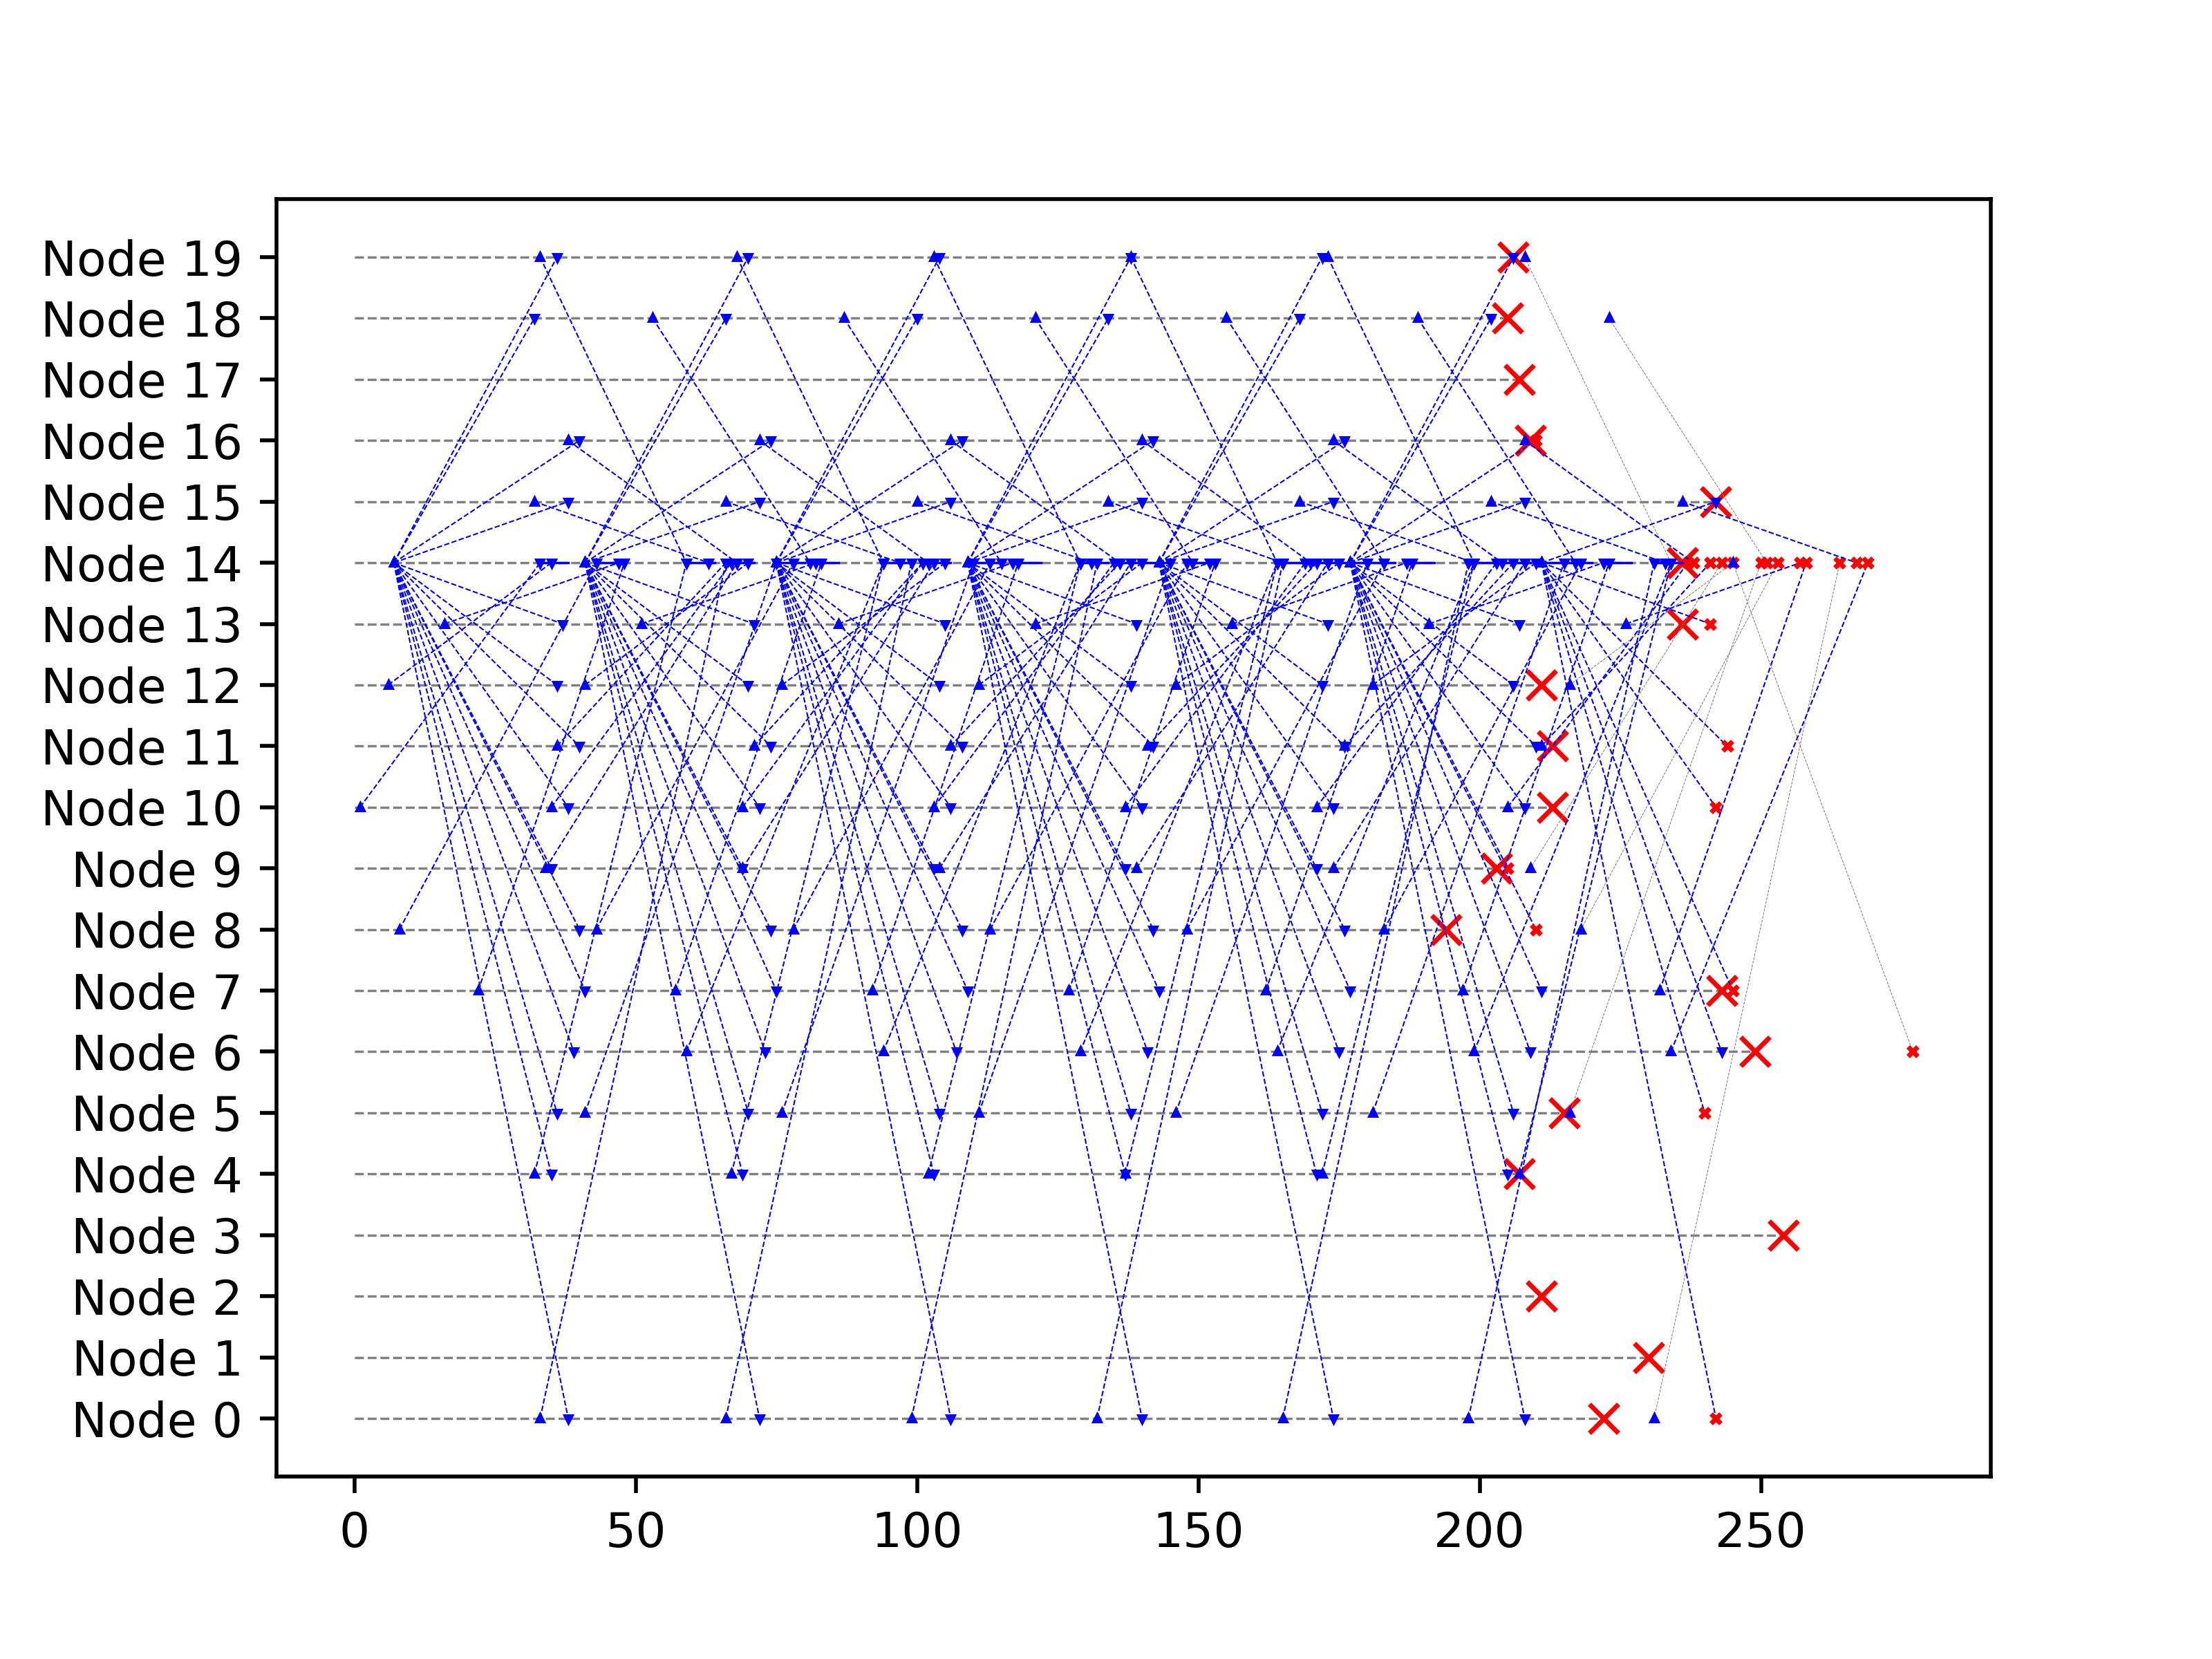 Node 19
Node 18
Node 17
Node 16
Node 15
Node 14
Node 13
Node 12
Node 11
Node 10
Node 9
Node 8
Node 7
Node 6
Node 5
Node 4
Node 3
Node 2
Node 1
Node 0
0 50 100 150 200 250